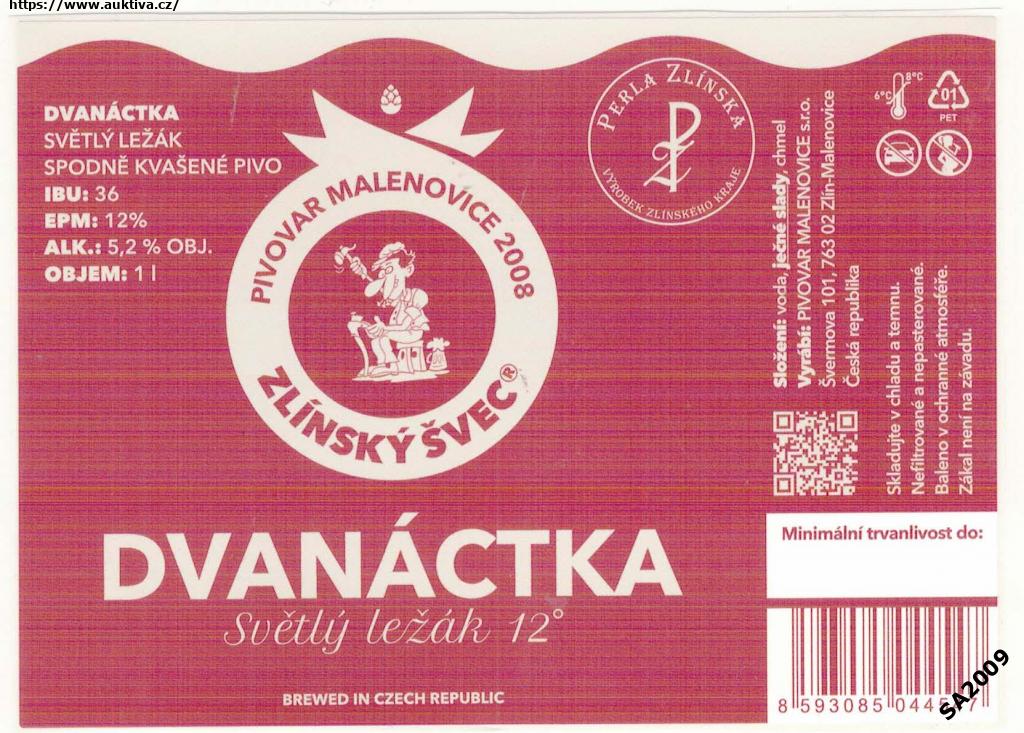 https://www.auktiva.cz/
DVANÁCTKA
SVĚTLÝ LEŽÁK
SPODNĚ KVAŠENÉ PIVO
IBU: 36
EPM: 12%
ALK.: 5,2 % OBJ.
OBJEM: 1 l
PIVOVAR MALENOVICE 2008
ZLÍNSKÝ ŠVEC®
PERLA ZLÍNSKA
VÝROBEK ZLÍNSKÉHO KRAJE
6°C 8°C
01
PET
Složení: voda, ječné slady, chmel
Vyrábí: PIVOVAR MALENOVICE s.r.o.
Švermova 101, 763 02 Zlín-Malenovice
Česká republika
Skladujte v chladu a temnu.
Nefiltrované a nepasterované.
Baleno v ochranné atmosféře.
Zákal není na závadu.
DVANÁCTKA
Světlý ležák 12°
BREWED IN CZECH REPUBLIC
Minimální trvanlivost do:
8 593085
SA2009